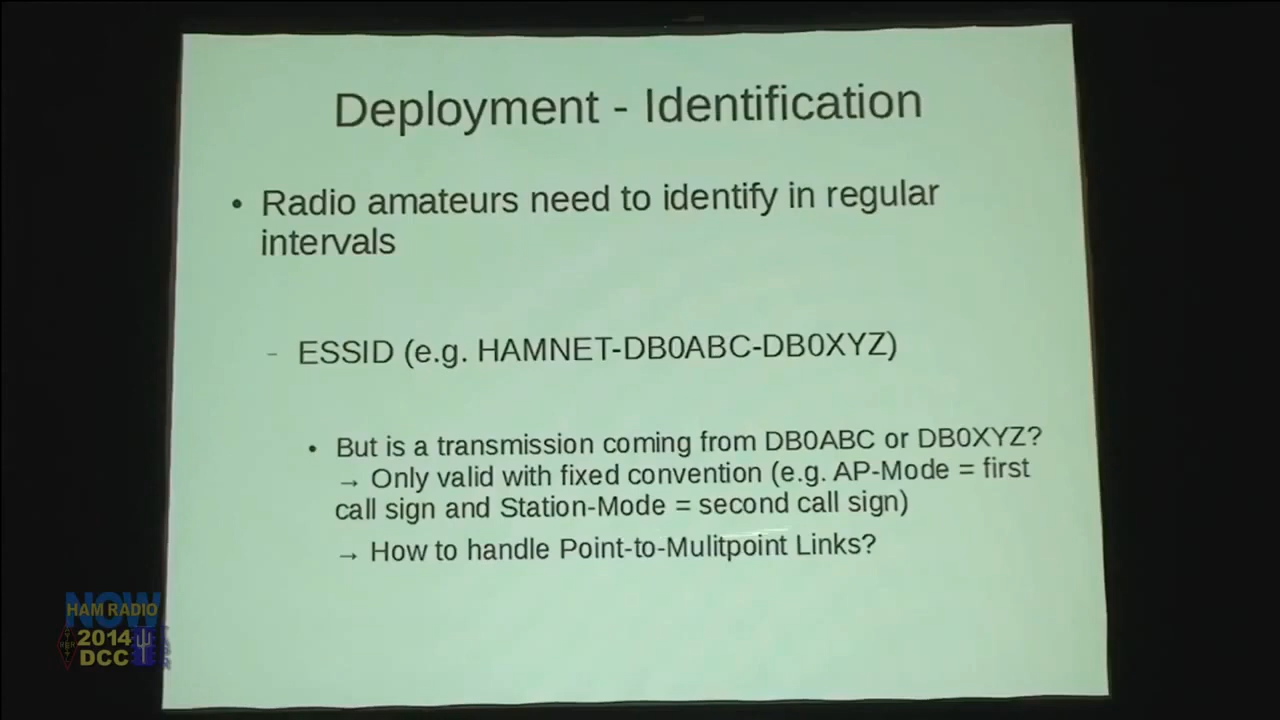 Deployment - Identification
• Radio amateurs need to identify in regular
intervals
- ESSID (e.g. HAMNET-DB0ABC-DB0XYZ)
• But is a transmission coming from DB0ABC or DB0XYZ?
→ Only valid with fixed convention (e.g. AP-Mode = first
call sign and Station-Mode = second call sign)
→ How to handle Point-to-Mulitpoint Links?
NOW
HAM RADIO
2014
DCC